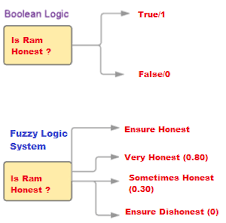 Boolean Logic
True/1
Is Ram
Honest ?
False/0
Fuzzy Logic
System
Ensure Honest
Very Honest (0.80)
Is Ram
Honest ?
Sometimes Honest
(0.30)
Ensure Dishonest (0)